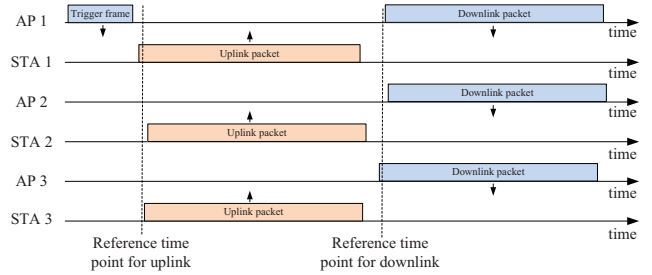 AP 1
Trigger frame
Downlink packet
time
STA 1
Uplink packet
time
AP 2
Downlink packet
time
STA 2
Uplink packet
time
AP 3
Downlink packet
time
STA 3
Uplink packet
time
Reference time
point for uplink
Reference time
point for downlink